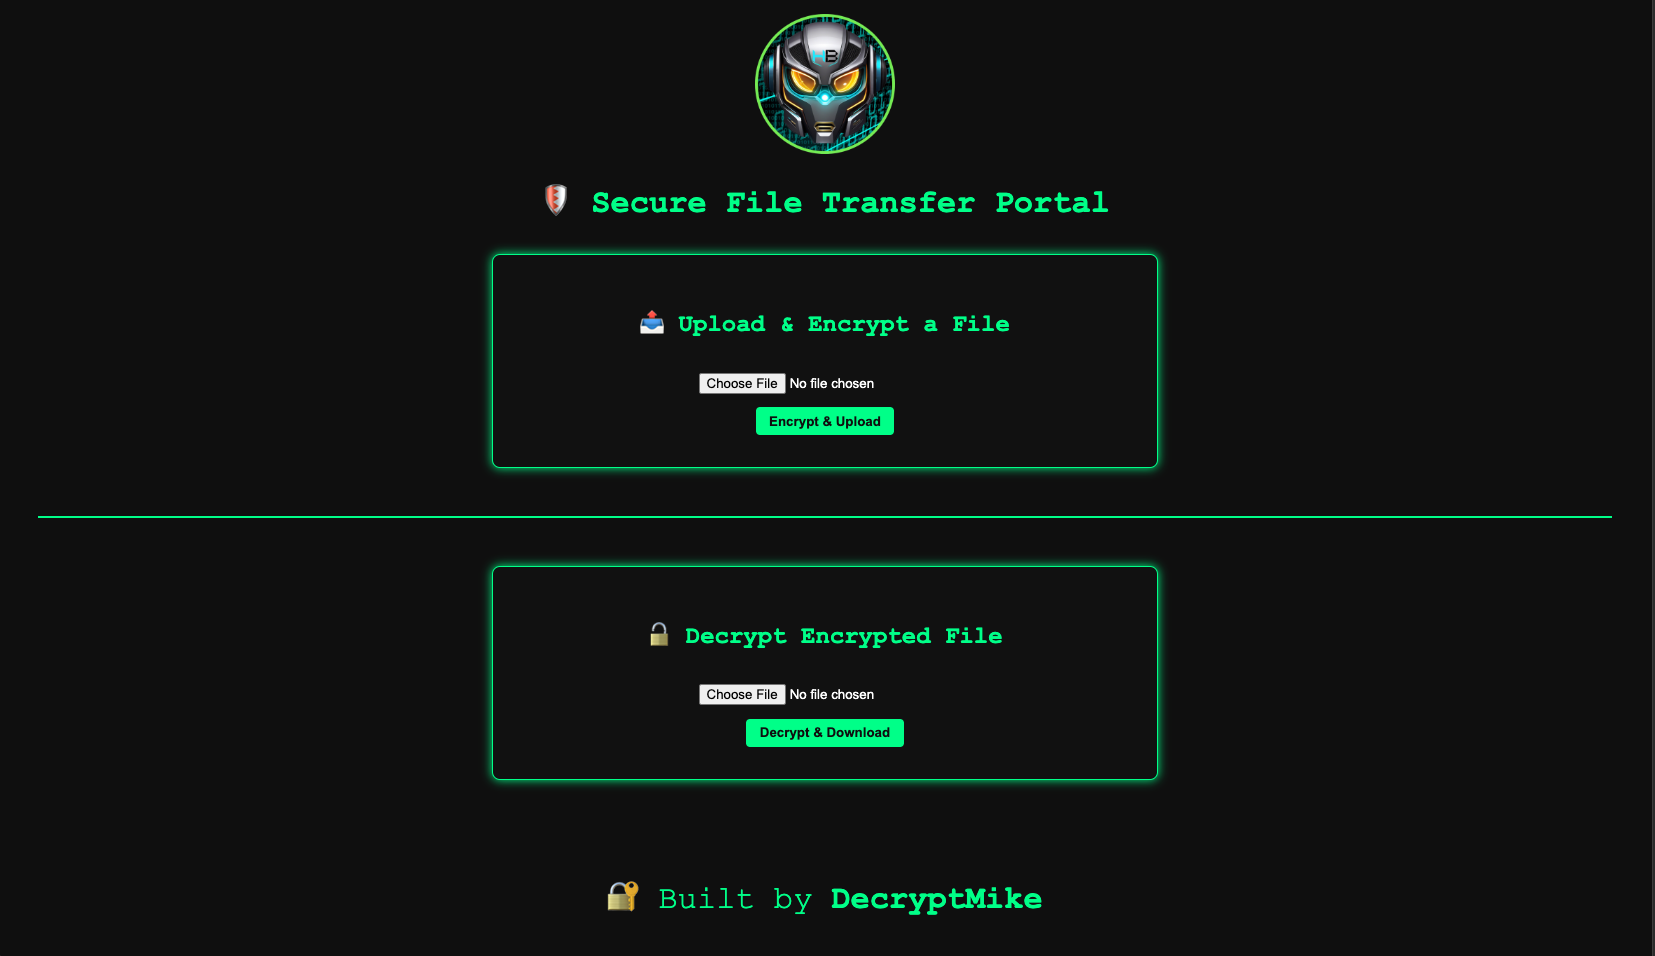 HB
Secure File Transfer Portal
Upload & Encrypt a File
Choose File No file chosen
Encrypt & Upload
Decrypt Encrypted File
Choose File No file chosen
Decrypt & Download
Built by DecryptMike